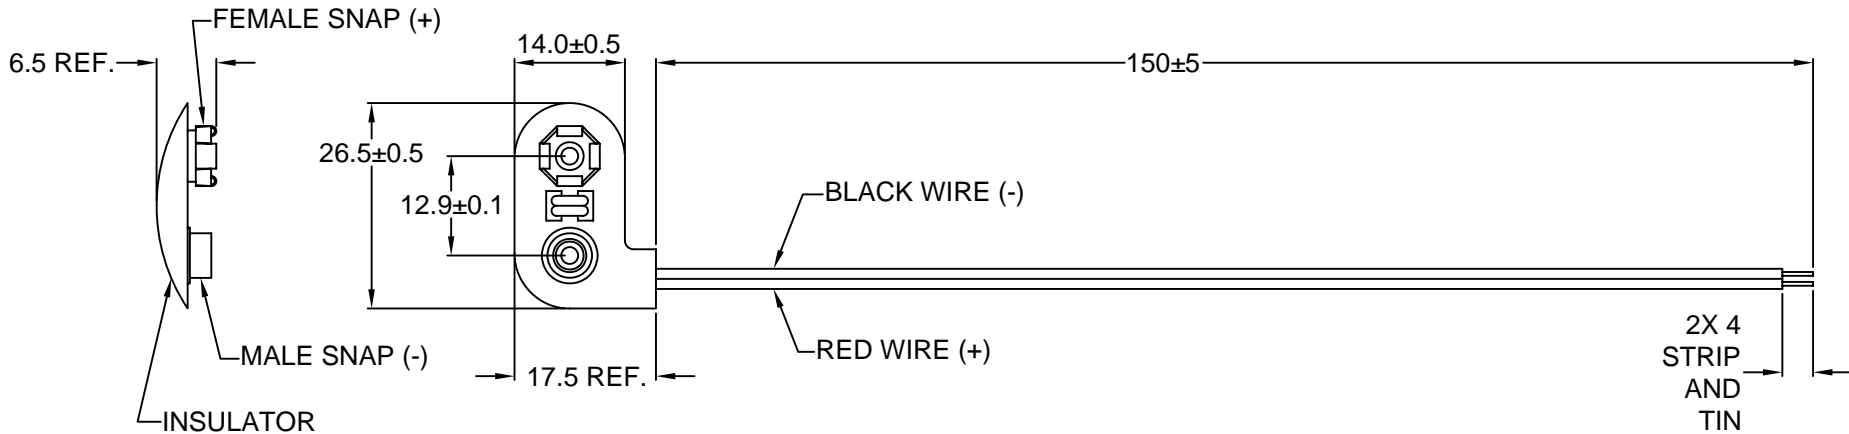 FEMALE SNAP (+)
6.5 REF.
14.0±0.5
150±5
26.5±0.5
12.9±0.1
BLACK WIRE (-)
RED WIRE (+)
MALE SNAP (-)
17.5 REF.
INSULATOR
2X 4
STRIP
AND
TIN